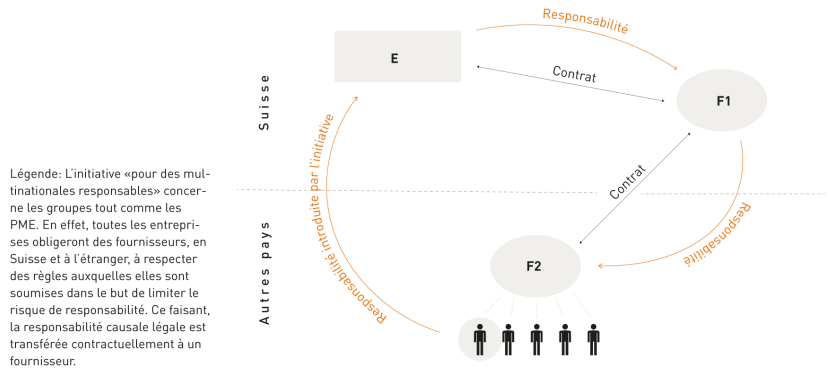 Responsabilité
E
Contrat
F1
Suisse
Légende: L’initiative «pour des mul-
tinationales responsables» concer-
ne les groupes tout comme les
PME. En effet, toutes les entrepri-
ses obligeront des fournisseurs, en
Suisse et à l’étranger, à respecter
des règles auxquelles elles sont
soumises dans le but de limiter le
risque de responsabilité. Ce faisant,
la responsabilité causale légale est
transférée contractuellement à un
fournisseur.
Responsabilité introduite par l’initiative
Contrat
Responsabilité
Autres pays
F2